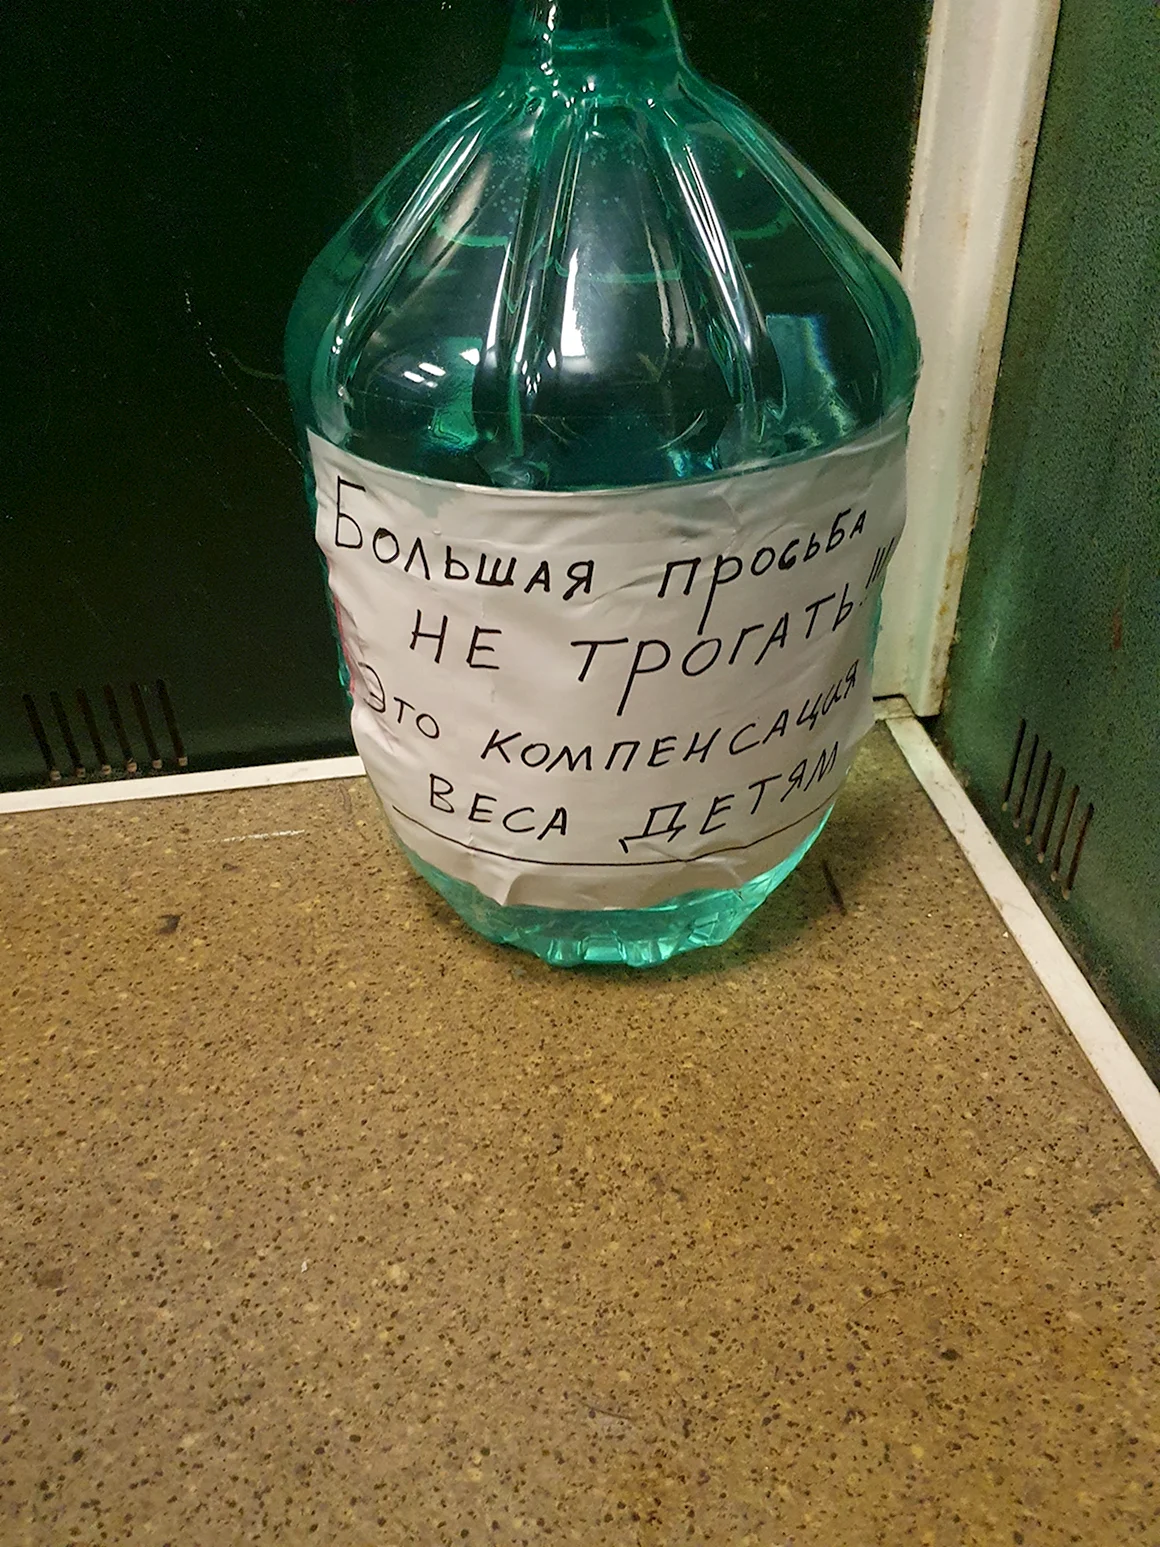 Большая просьба
НЕ ТРОГАТЬ!!!
Это компенсация
ВЕСА ДЕТЯМ